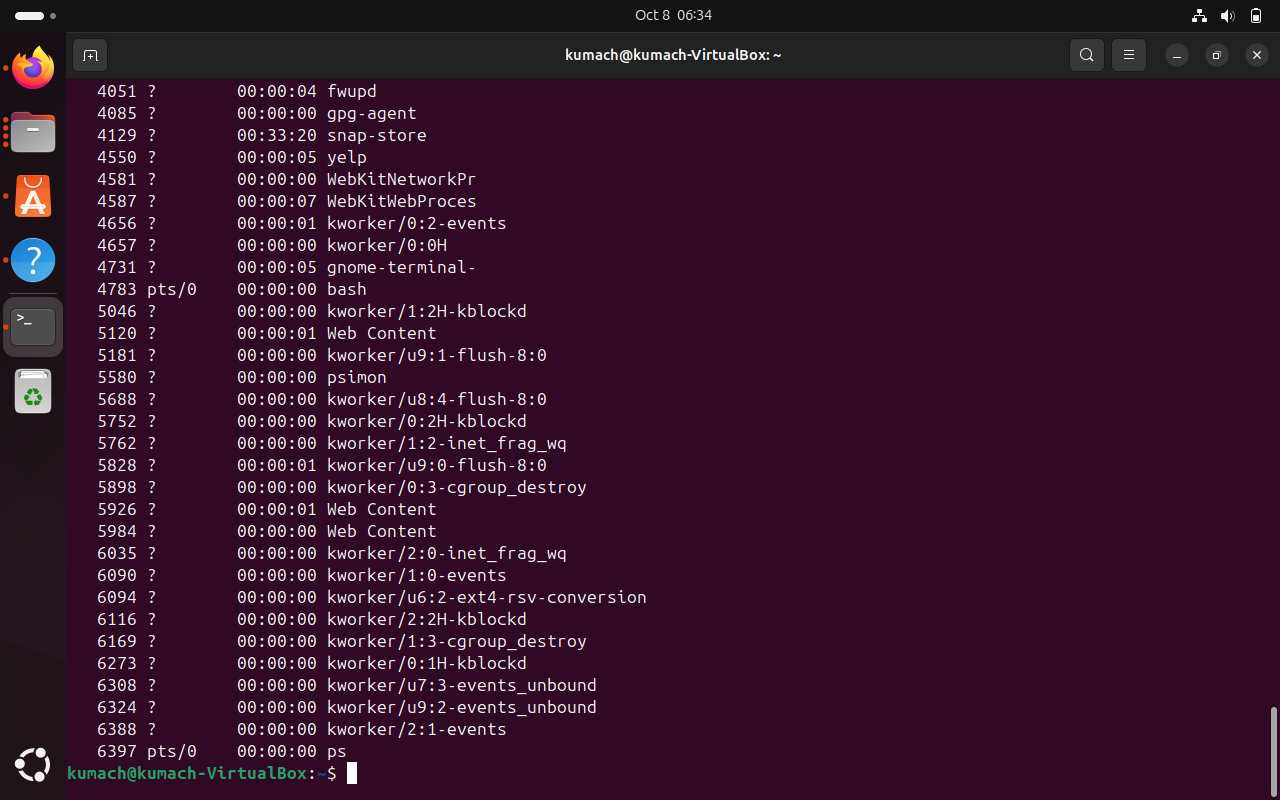 Oct 8 06:34
kumach@kumach-VirtualBox: ~
4051 ? 00:00:04 fwupd
4085 ? 00:00:00 gpg-agent
4129 ? 00:33:20 snap-store
4550 ? 00:00:05 yelp
4581 ? 00:00:00 WebKitNetworkPr
4587 ? 00:00:07 WebKitWebProces
4656 ? 00:00:01 kworker/0:2-events
4657 ? 00:00:00 kworker/0:0H
4731 ? 00:00:05 gnome-terminal-
4783 pts/0 00:00:00 bash
5046 ? 00:00:00 kworker/1:2H-kblockd
5120 ? 00:00:01 Web Content
5181 ? 00:00:00 kworker/u9:1-flush-8:0
5580 ? 00:00:00 psimon
5688 ? 00:00:00 kworker/u8:4-flush-8:0
5752 ? 00:00:00 kworker/0:2H-kblockd
5762 ? 00:00:00 kworker/1:2-inet_frag_wq
5828 ? 00:00:01 kworker/u9:0-flush-8:0
5898 ? 00:00:00 kworker/0:3-cgroup_destroy
5926 ? 00:00:01 Web Content
5984 ? 00:00:00 Web Content
6035 ? 00:00:00 kworker/2:0-inet_frag_wq
6090 ? 00:00:00 kworker/1:0-events
6094 ? 00:00:00 kworker/u6:2-ext4-rsv-conversion
6116 ? 00:00:00 kworker/2:2H-kblockd
6169 ? 00:00:00 kworker/1:3-cgroup_destroy
6273 ? 00:00:00 kworker/0:1H-kblockd
6308 ? 00:00:00 kworker/u7:3-events_unbound
6324 ? 00:00:00 kworker/u9:2-events_unbound
6388 ? 00:00:00 kworker/2:1-events
6397 pts/0 00:00:00 ps
kumach@kumach-VirtualBox:~$